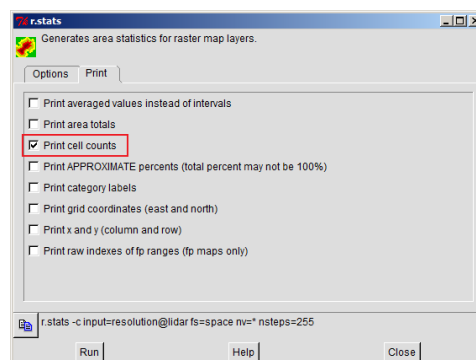 r.stats
Generates area statistics for raster map layers.
Options Print
Print averaged values instead of intervals
Print area totals
Print cell counts
Print APPROXIMATE percents (total percent may not be 100%)
Print category labels
Print grid coordinates (east and north)
Print x and y (column and row)
Print raw indexes of fp ranges (fp maps only)
r.stats -c input=resolution@lidar fs=space nv=* nsteps=255
Run Help Close